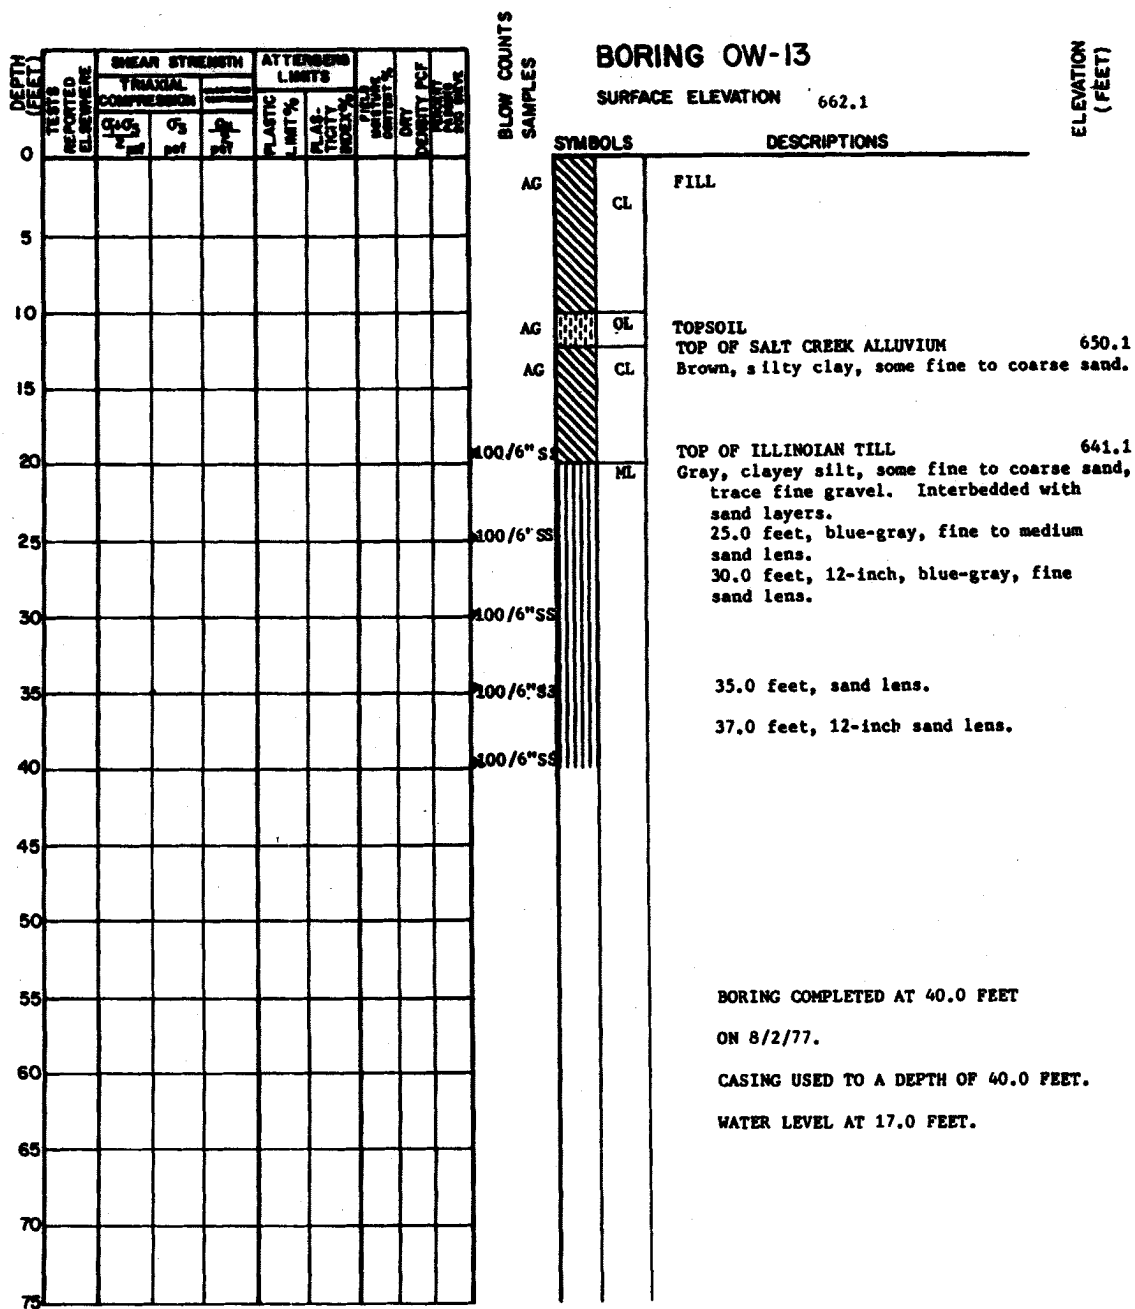 BORING OW-13
SURFACE ELEVATION 662.1
DEPTH (FEET)
TESTS REPORTED ELSEWHERE
SHEAR STRENGTH
TRIAXIAL COMPRESSION
ATTERBERG LIMITS
PLASTIC LIMIT %
PLAS-TICITY INDEX %
FIELD MOISTURE CONTENT %
DRY DENSITY PCF
BLOW COUNTS
SAMPLES
SYMBOLS
DESCRIPTIONS
ELEVATION (FEET)
0
AG FILL
CL
5
10
AG OL TOPSOIL
TOP OF SALT CREEK ALLUVIUM 650.1
AG CL Brown, silty clay, some fine to coarse sand.
15
100/6" SS TOP OF ILLINOIAN TILL 641.1
20
ML Gray, clayey silt, some fine to coarse sand,
trace fine gravel. Interbedded with
sand layers.
25 100/6" SS 25.0 feet, blue-gray, fine to medium
sand lens.
30.0 feet, 12-inch, blue-gray, fine
sand lens.
30 100/6" SS
35 100/6" SS 35.0 feet, sand lens.
37.0 feet, 12-inch sand lens.
40 100/6" SS
45
50
55
BORING COMPLETED AT 40.0 FEET
ON 8/2/77.
60
CASING USED TO A DEPTH OF 40.0 FEET.
WATER LEVEL AT 17.0 FEET.
65
70
75